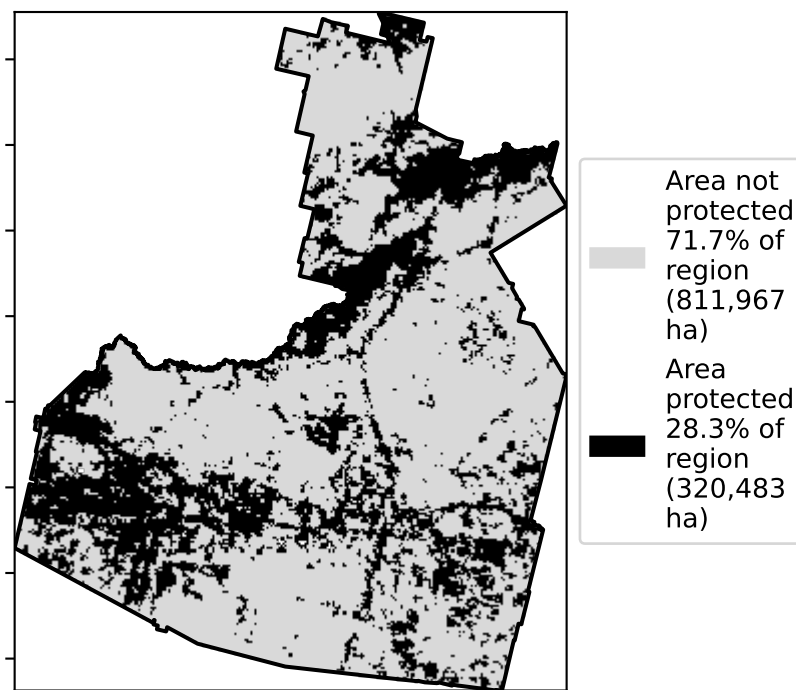 Area not
protected
71.7% of
region
(811,967
ha)
Area
protected
28.3% of
region
(320,483
ha)